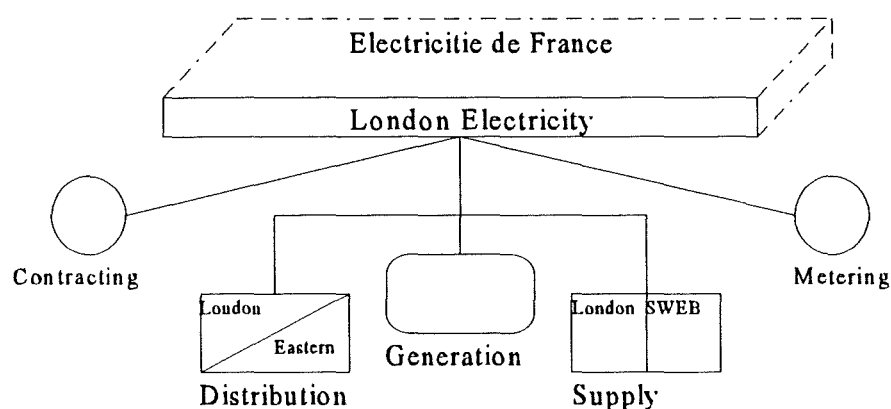 Electricitie de France
London Electricity
Contracting
Metering
London
Eastern
Distribution
Generation
London SWEB
Supply